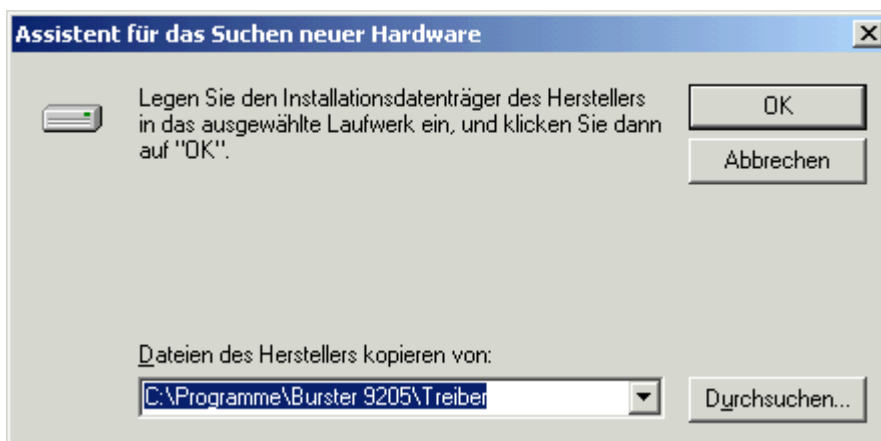 Assistent für das Suchen neuer Hardware
Legen Sie den Installationsdatenträger des Herstellers
in das ausgewählte Laufwerk ein, und klicken Sie dann
auf "OK".
OK
Abbrechen
Dateien des Herstellers kopieren von:
C:\Programme\Burster 9205\Treiber
Durchsuchen...